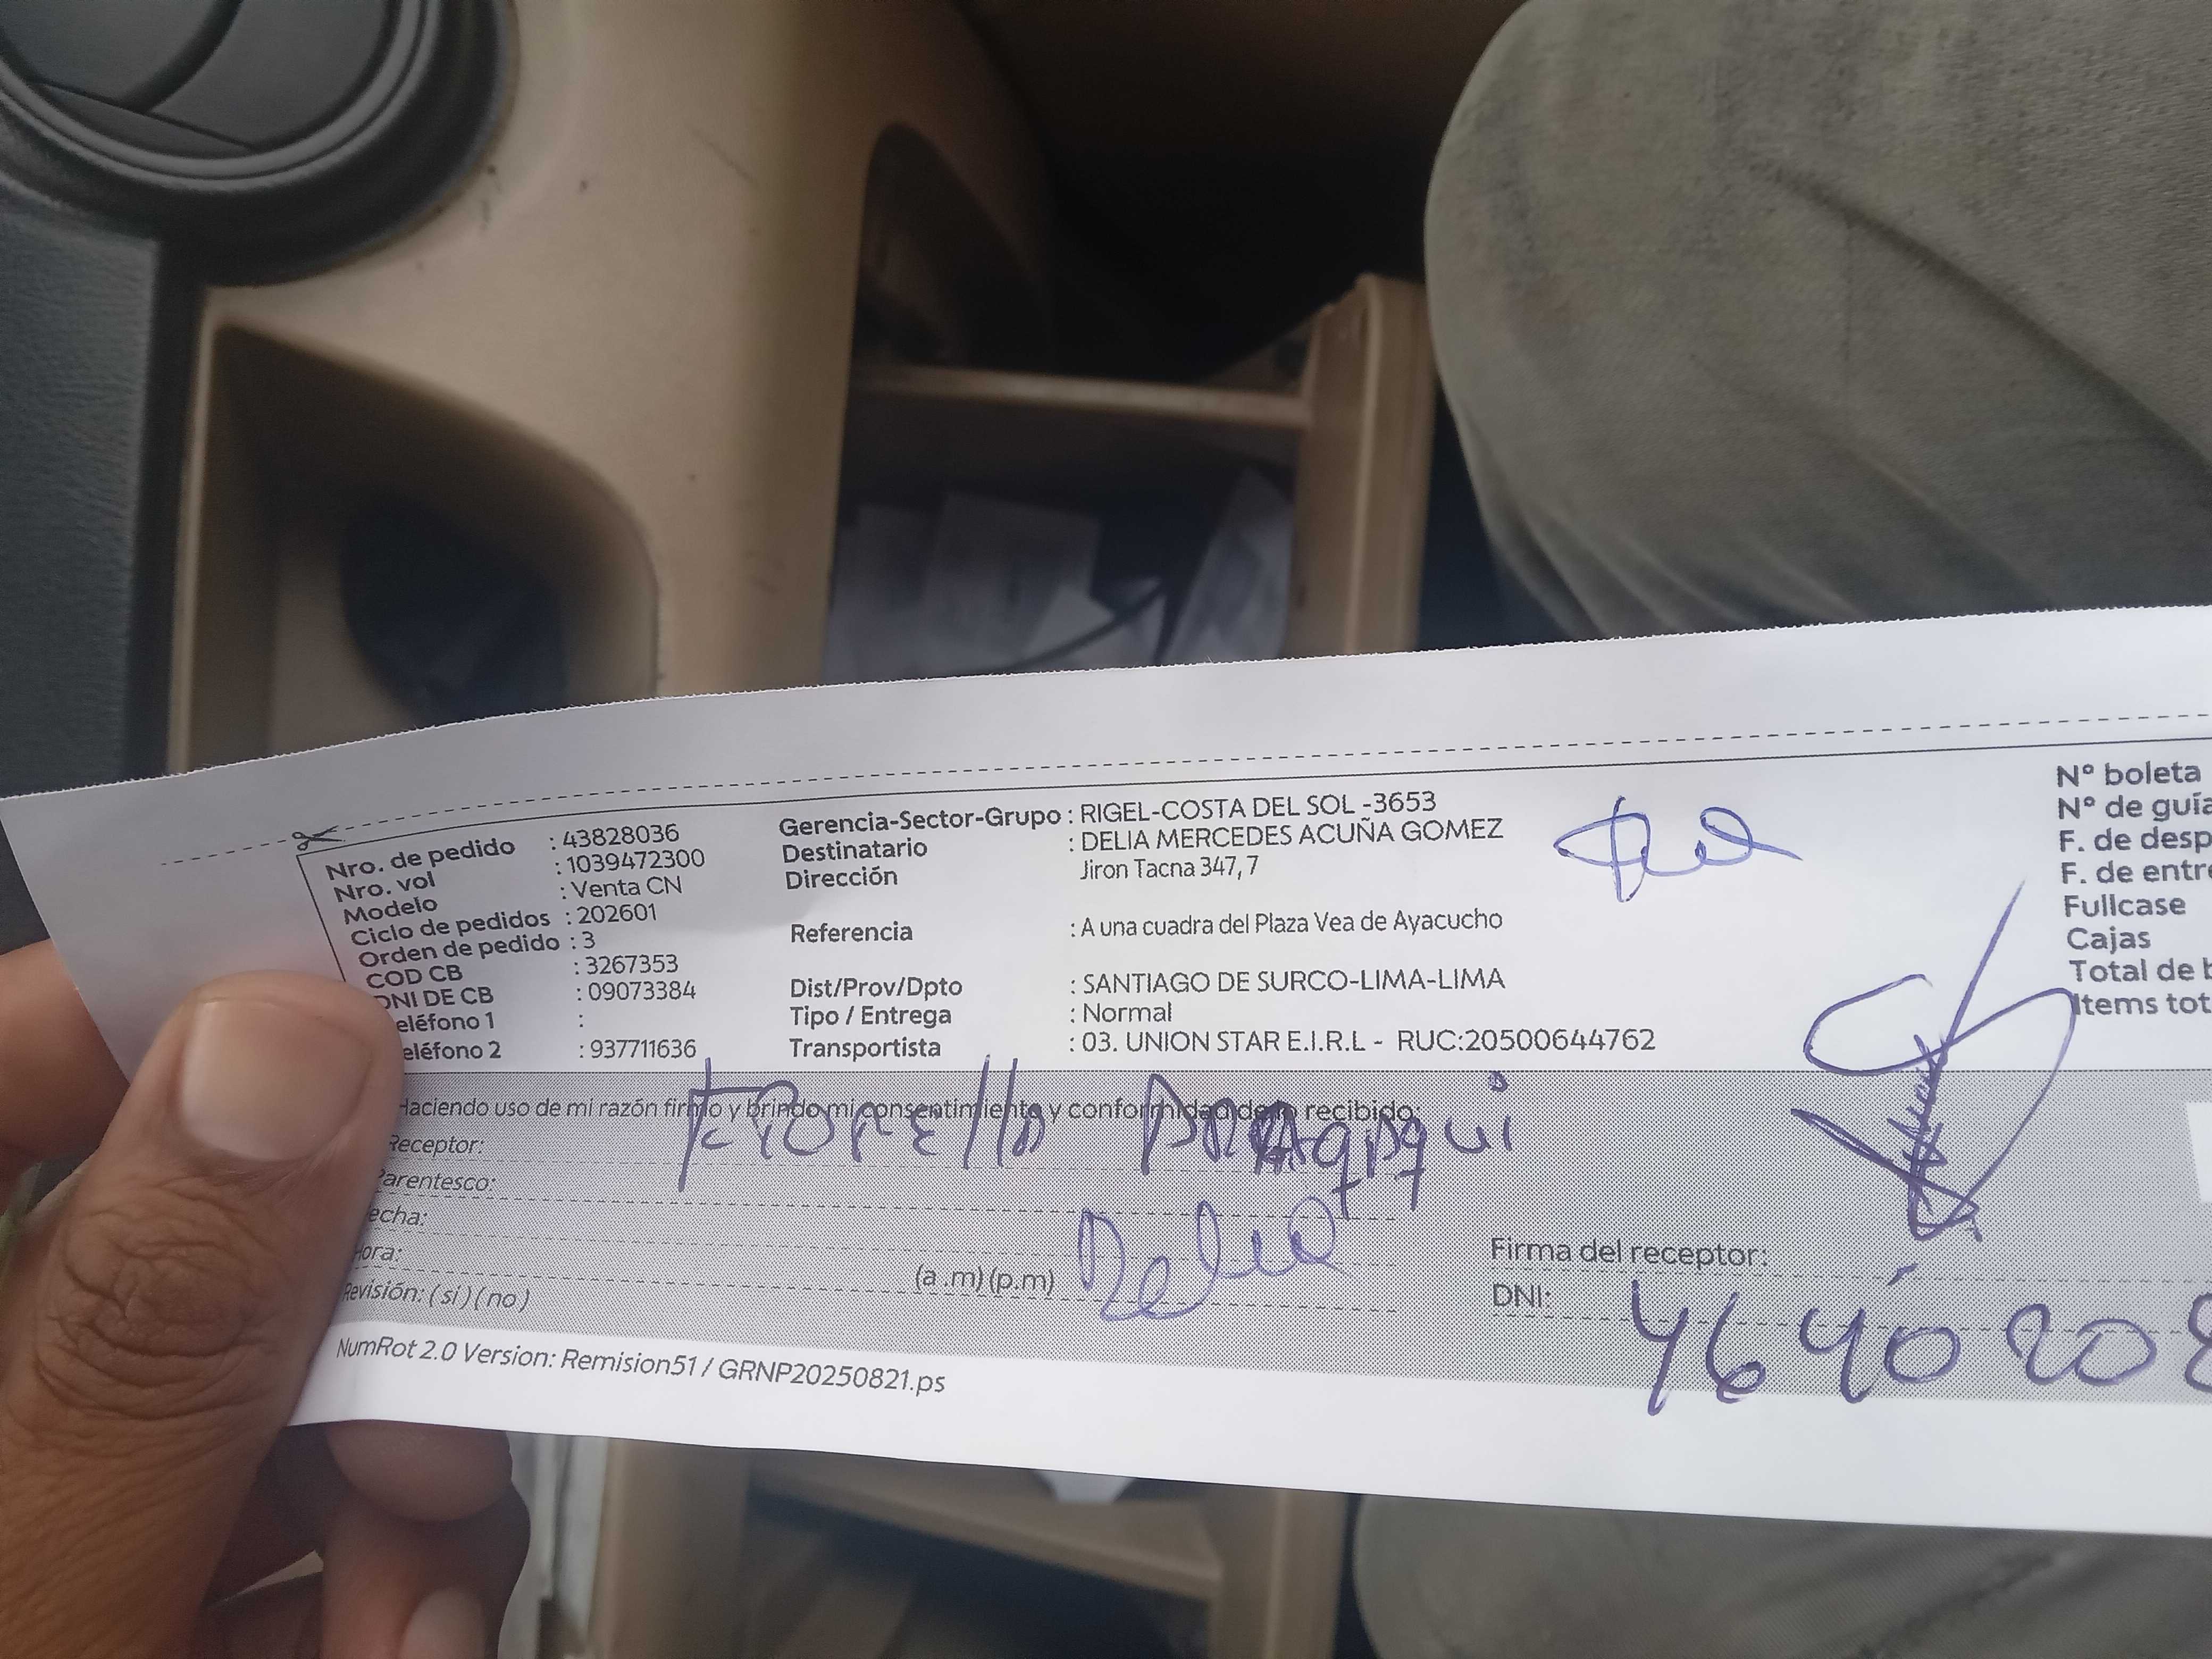 Nro. de pedido : 43828036
Nro. vol : 1039472300
Modelo : Venta CN
Ciclo de pedidos : 202601
Orden de pedido : 3
COD CB : 3267353
DNI DE CB : 09073384
eléfono 1 :
eléfono 2 : 937711636
Gerencia-Sector-Grupo : RIGEL-COSTA DEL SOL -3653
Destinatario : DELIA MERCEDES ACUÑA GOMEZ
Dirección Jiron Tacna 347, 7
Referencia : A una cuadra del Plaza Vea de Ayacucho
Dist/Prov/Dpto : SANTIAGO DE SURCO-LIMA-LIMA
Tipo / Entrega : Normal
Transportista : 03. UNION STAR E.I.R.L - RUC:20500644762
N° boleta
N° de guía
F. de desp
F. de entre
Fullcase
Cajas
Total de b
Items tot
Haciendo uso de mi razón firmo y brindo mi consentimiento y conformidad de lo recibido:
Receptor: Fiorella
Parentesco:
echa:
Hora:
(a .m) (p.m)
Delia
Revisión: ( si ) ( no )
Firma del receptor:
DNI: 4640208
NumRot 2.0 Version: Remision51 / GRNP20250821.ps